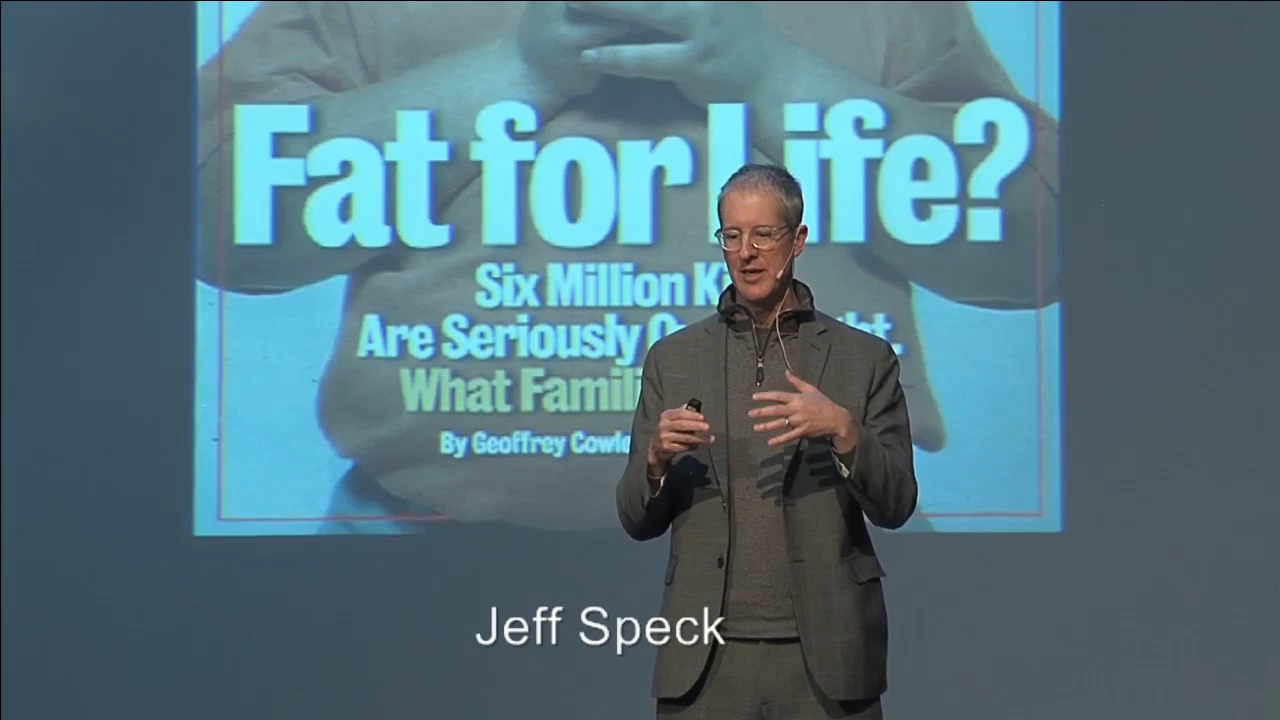 Fat for Life?
Six Million
Are Seriously
What
By Geoffrey
Jeff Speck